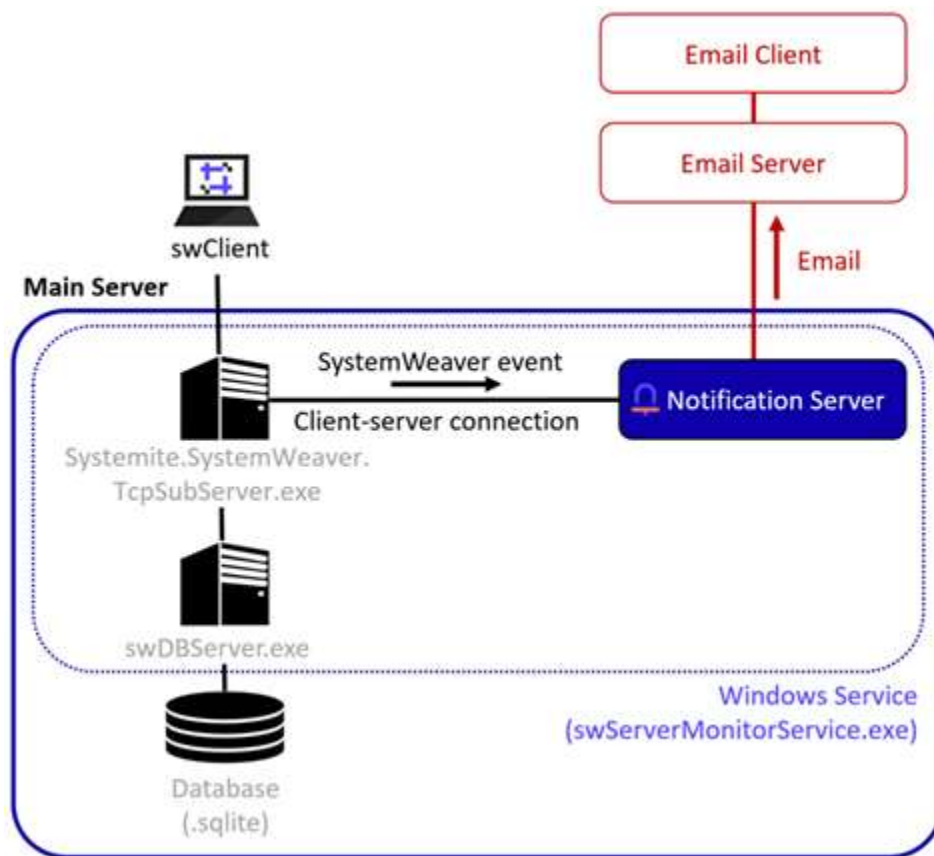 Email Client
Email Server
swClient
Email
Main Server
SystemWeaver event
Notification Server
Client-server connection
Systemite.SystemWeaver.
TcpSubServer.exe
swDBServer.exe
Windows Service
(swServerMonitorService.exe)
Database
(.sqlite)